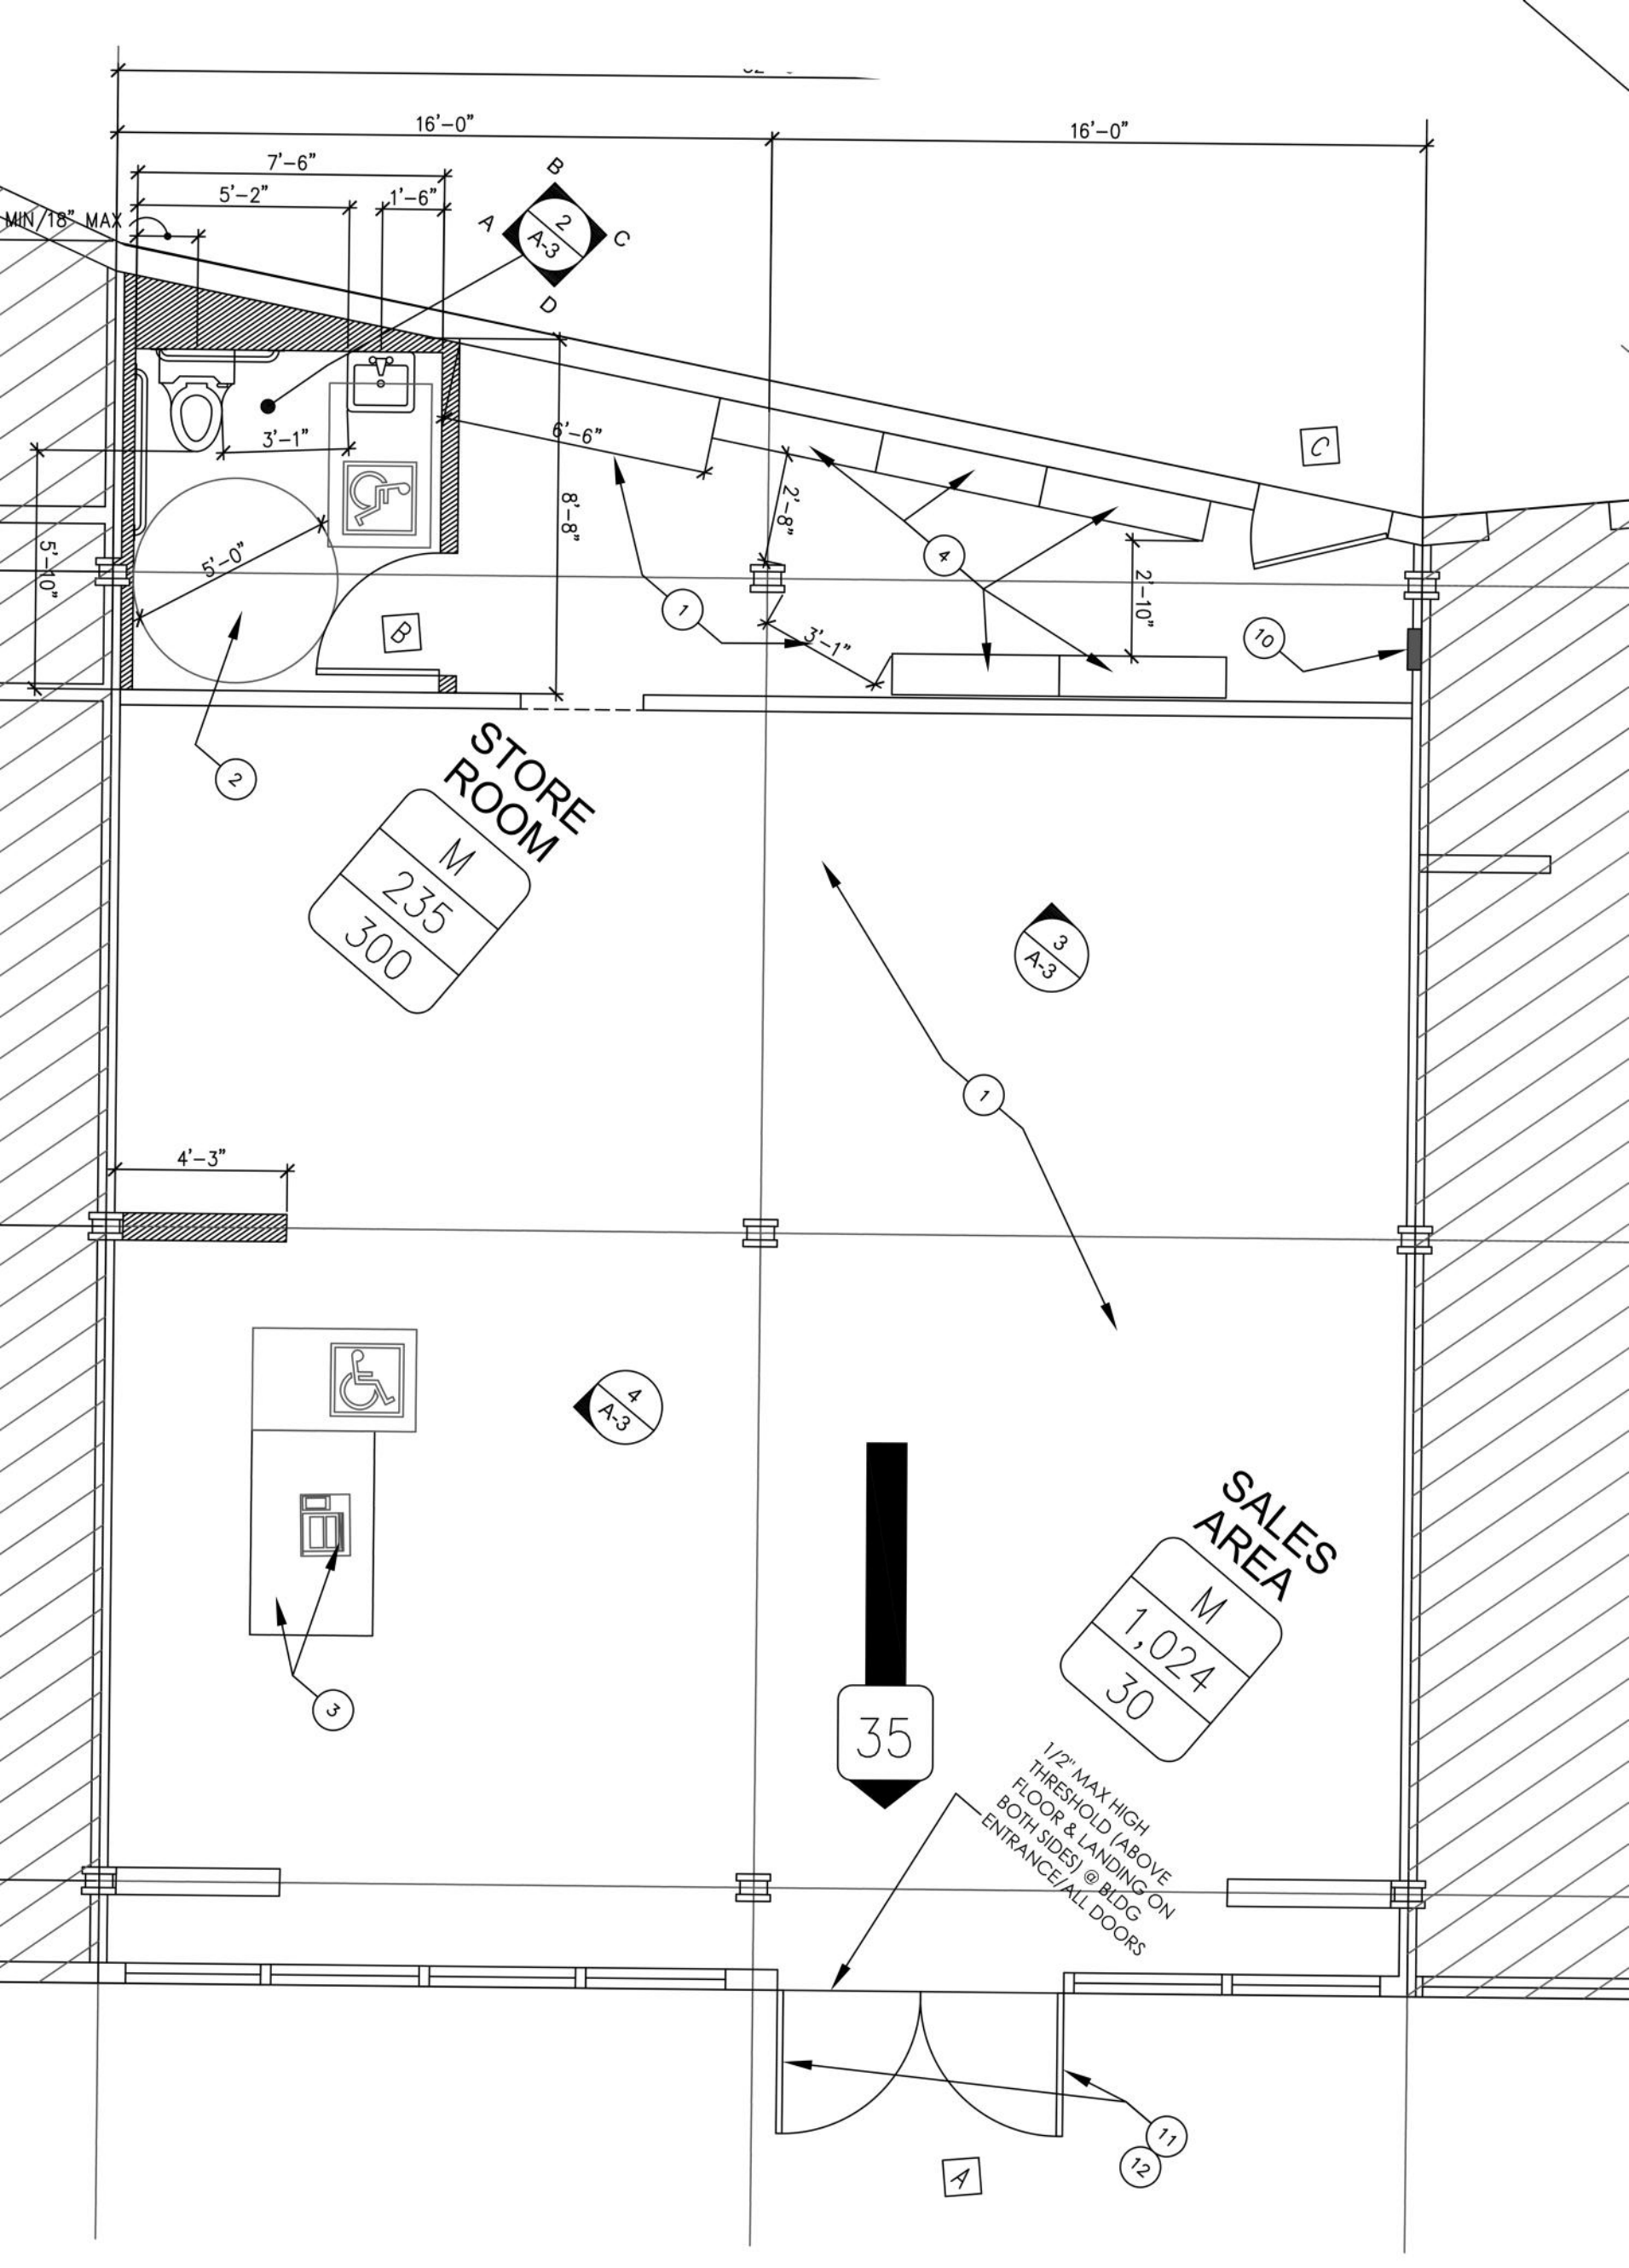 16'-0"
16'-0"
7'-6"
5'-2"
1'-6"
MIN/18" MAX
B
A
2
A-3
C
D
C
6'-6"
3'-1"
2'-8"
8'-8"
5'-10"
5'-0"
4
2'-10"
1
B
3'-1"
10
2
STORE
ROOM
M
235
300
3
A-3
1
4'-3"
4
A-3
SALES
AREA
M
1,024
30
3
35
1/2" MAX HIGH
THRESHOLD (ABOVE
FLOOR & LANDING ON
BOTH SIDES) @ BLDG
ENTRANCE/ALL DOORS
11
12
A